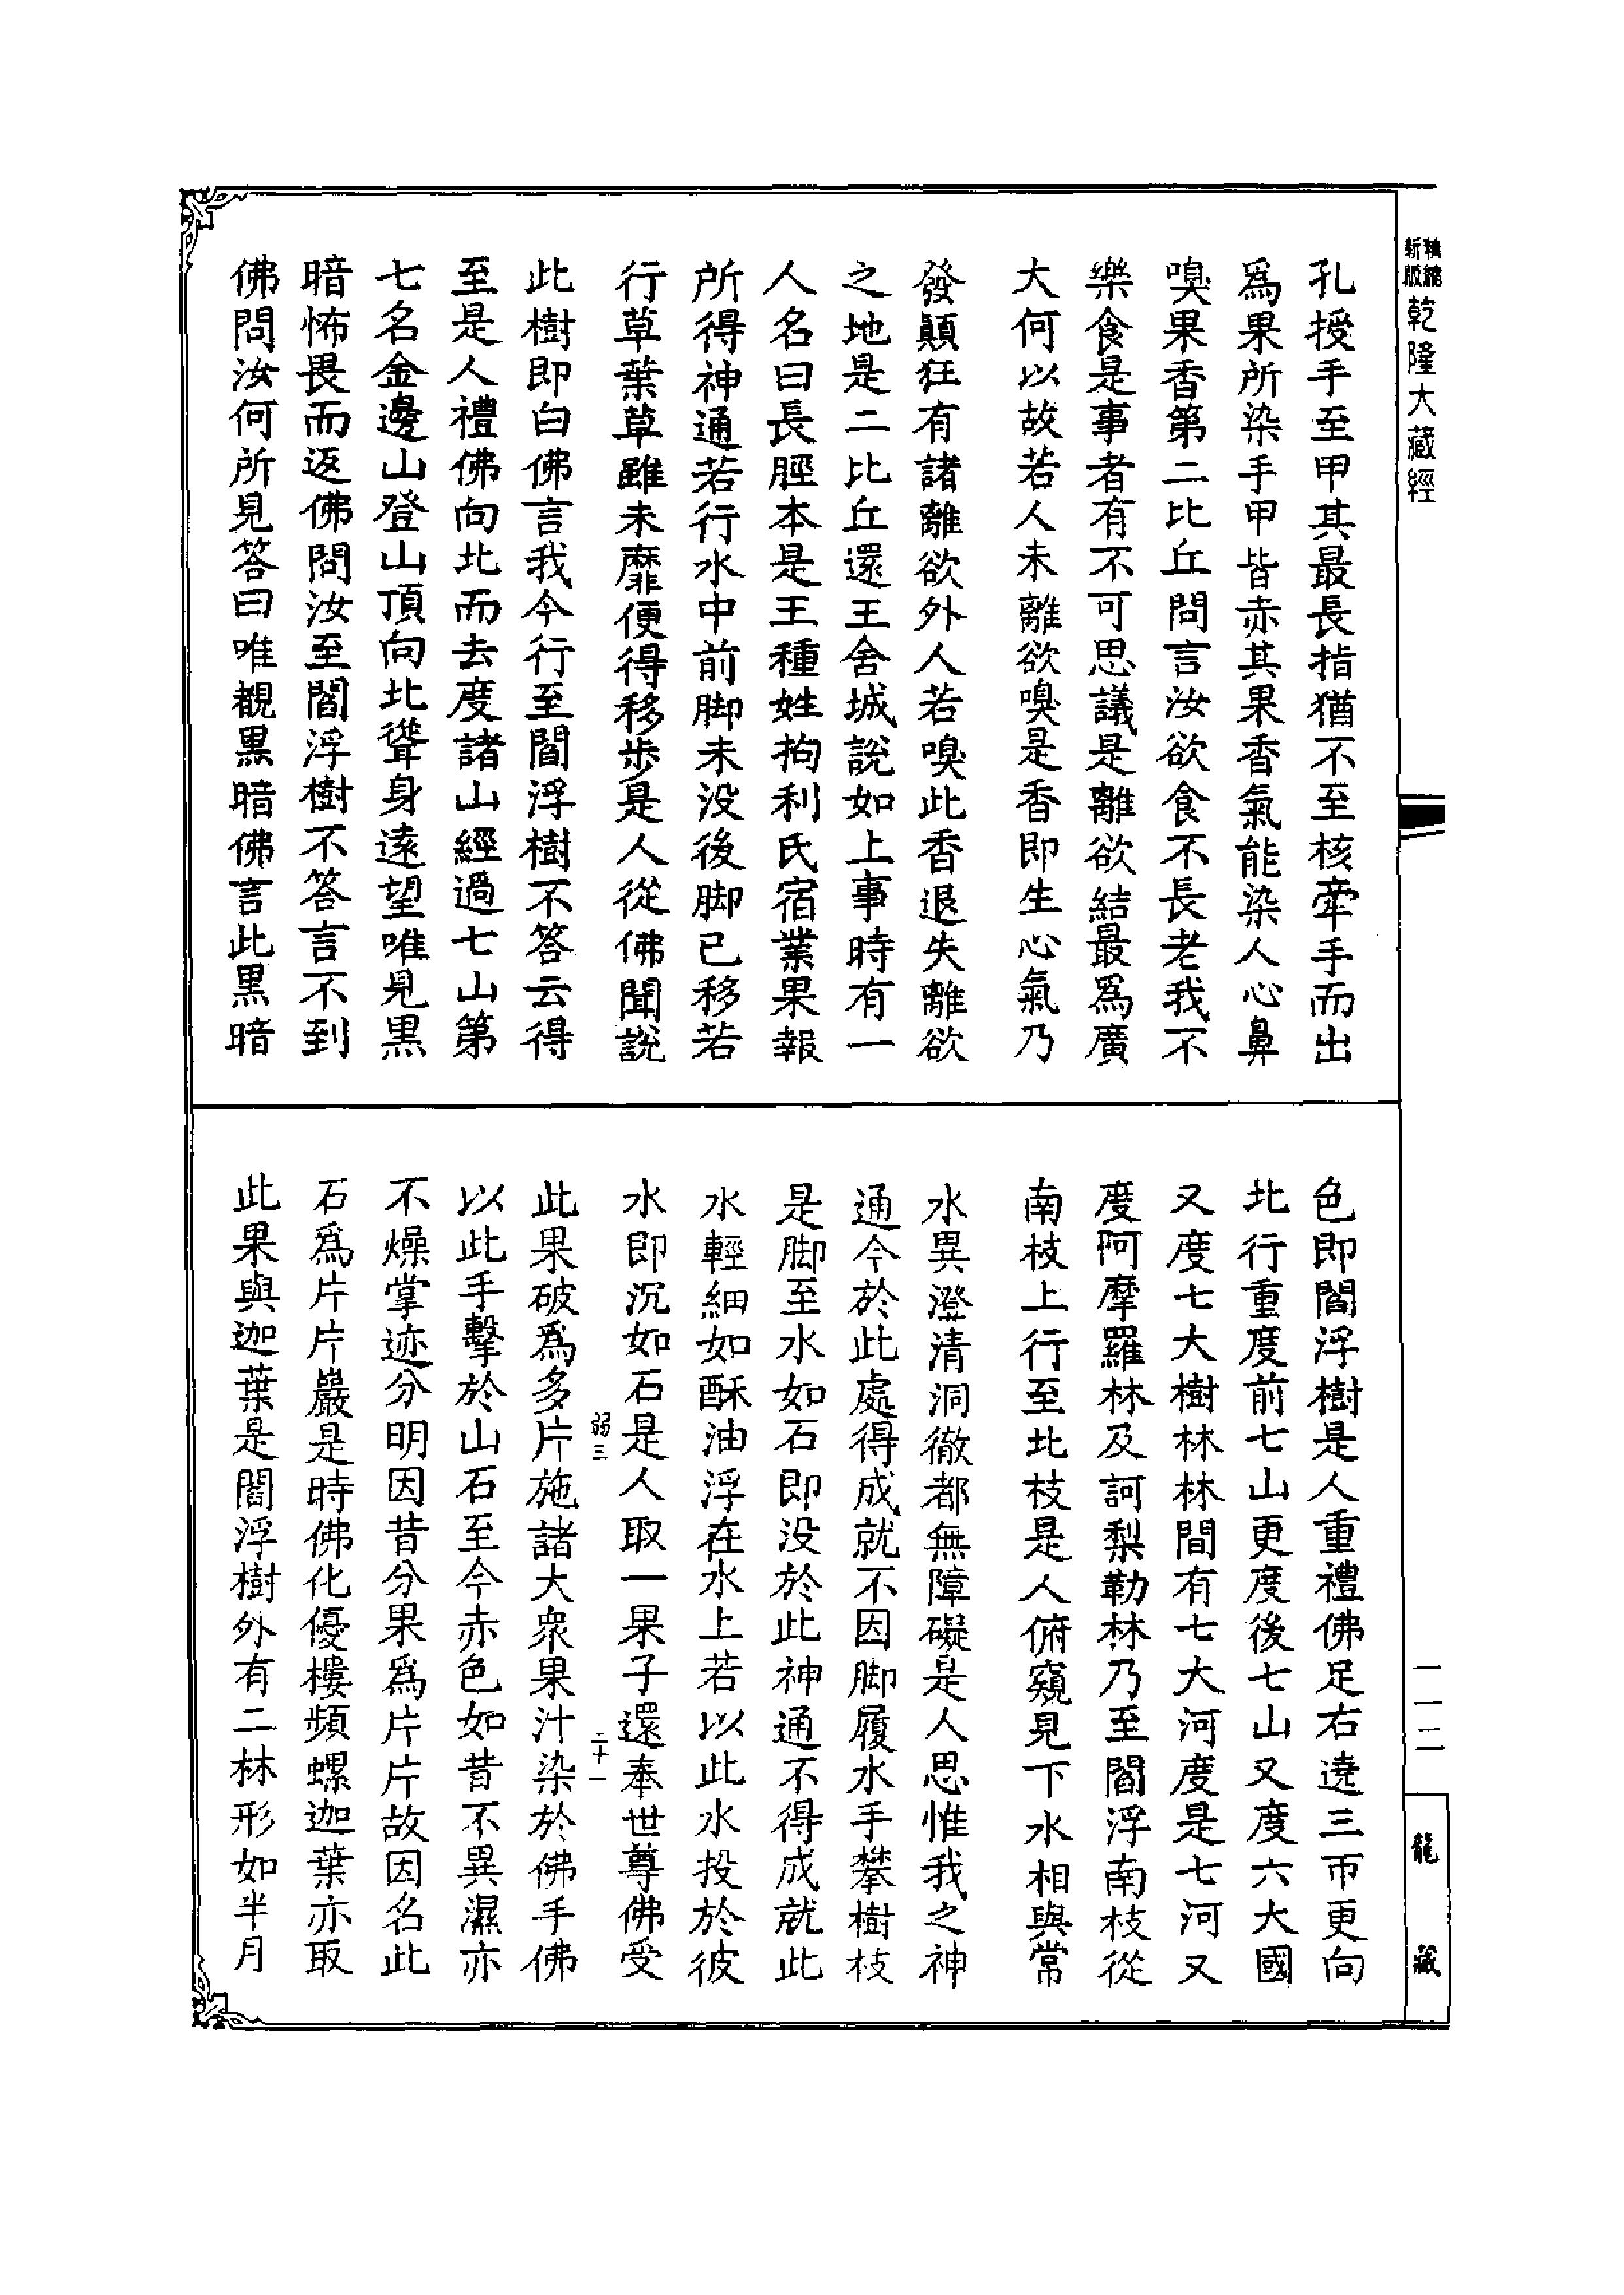 精縮新版
乾隆大藏經
孔授手至甲其最長指猶不至核牽手而出
爲果所染手甲皆赤其果香氣能染人心鼻
嗅果香第二比丘問言汝欲食不長老我不
樂食是事者有不可思議是離欲結最爲廣
大何以故若人未離欲嗅是香即生心氣乃
發顛狂有諸離欲外人若嗅此香退失離欲
之地是二比丘還王舍城說如上事時有一
人名曰長脛本是王種姓拘利氏宿業果報
所得神通若行水中前脚未没後脚已移若
行草葉草雖未靡便得移步是人從佛聞說
此樹即白佛言我今行至閻浮樹不答云得
至是人禮佛向北而去度諸山經過七山第
七名金邊山登山頂向北聳身遠望唯見黑
暗怖畏而返佛問汝至閻浮樹不答言不到
佛問汝何所見答曰唯覩黑暗佛言此黑暗
色即閻浮樹是人重禮佛足右遶三帀更向
北行重度前七山更度後七山又度六大國
又度七大樹林林間有七大河度是七河又
度阿摩羅林及訶梨勒林乃至閻浮南枝從
南枝上行至北枝是人俯窺見下水相與常
水異澄清洞徹都無障礙是人思惟我之神
通今於此處得成就不因脚履水手攀樹枝
是脚至水如石即没於此神通不得成就此
水輕細如酥油浮在水上若以此水投於彼
水即沉如石是人取一果子還奉世尊佛受
弱三
二十一
此果破爲多片施諸大衆果汁染於佛手佛
以此手擊於山石至今赤色如昔不異濕亦
不燥掌迹分明因昔分果爲片片故因名此
石爲片片巖是時佛化優樓頻螺迦葉亦取
此果與迦葉是閻浮樹外有二林形如半月
一一二
龍藏